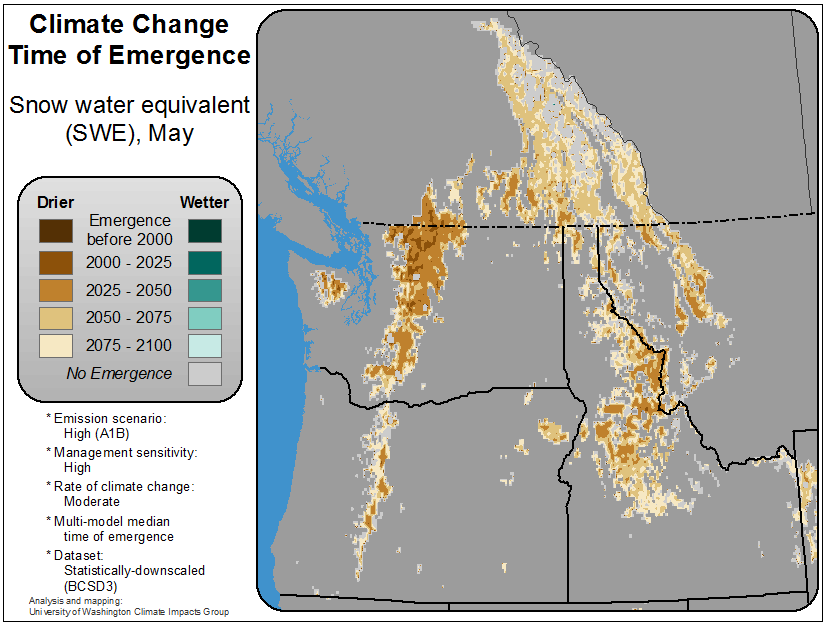 Climate Change
Time of Emergence
Snow water equivalent
(SWE), May
Drier
Wetter
Emergence
before 2000
2000 - 2025
2025 - 2050
2050 - 2075
2075 - 2100
No Emergence
* Emission scenario:
High (A1B)
* Management sensitivity:
High
* Rate of climate change:
Moderate
* Multi-model median
time of emergence
* Dataset:
Statistically-downscaled
(BCSD3)
Analysis and mapping:
University of Washington Climate Impacts Group